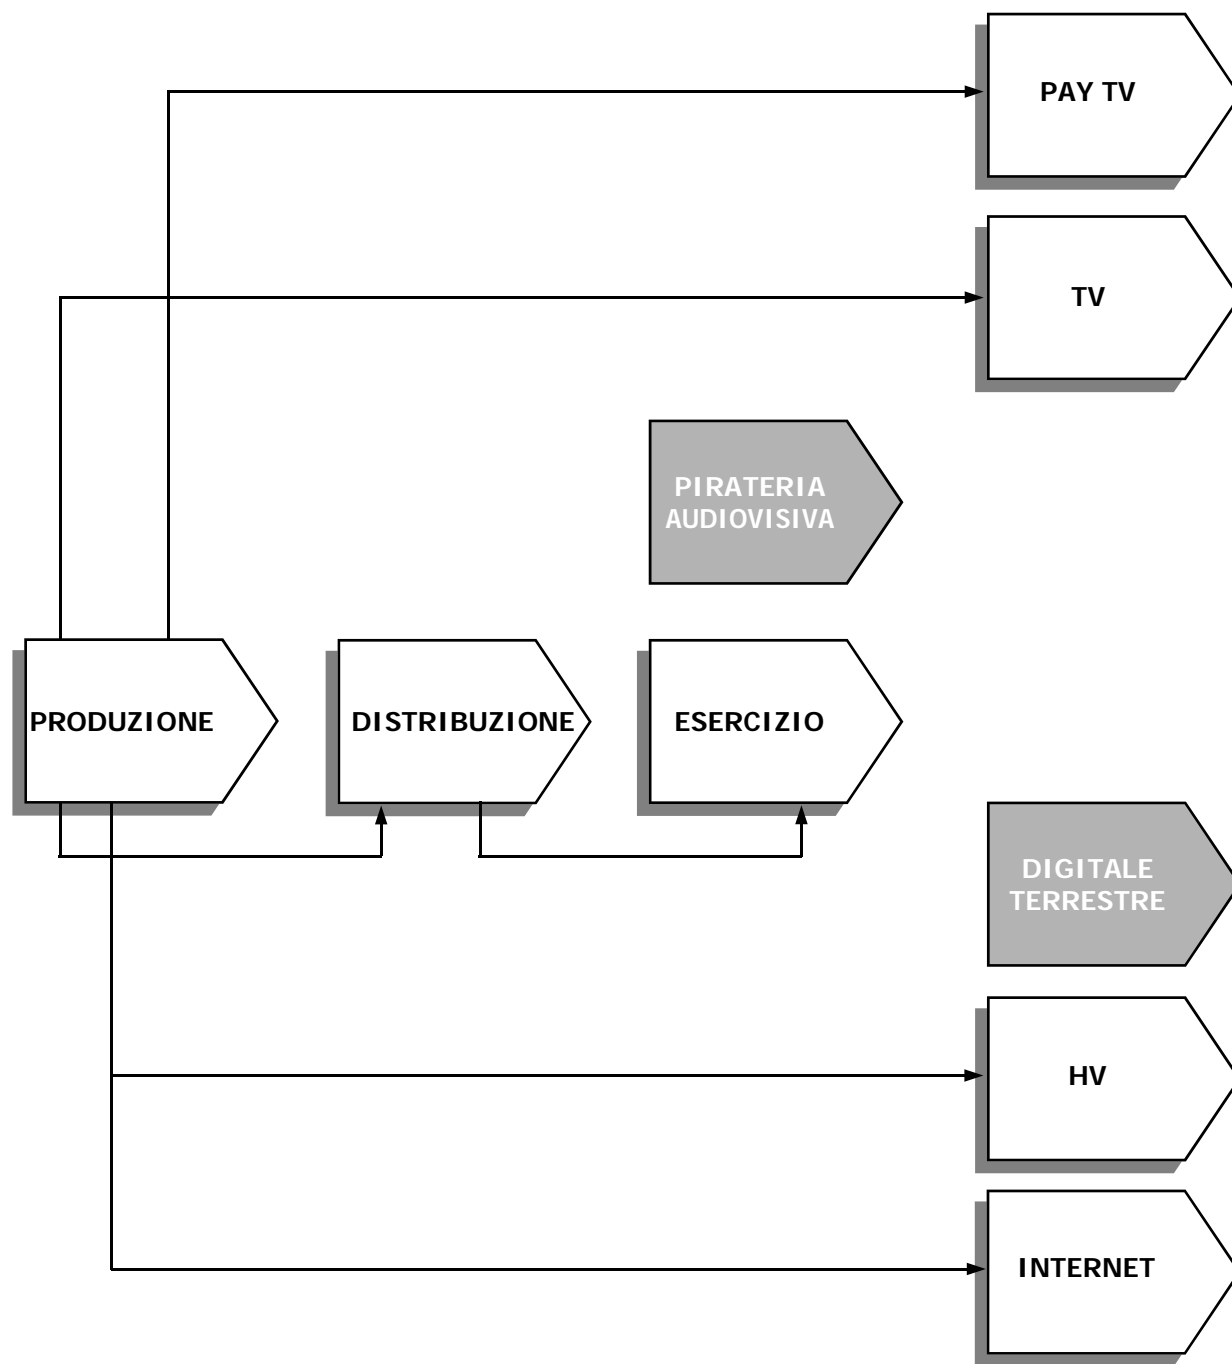 PAY TV
TV
PIRATERIA
AUDIOVISIVA
PRODUZIONE
DISTRIBUZIONE
ESERCIZIO
DIGITALE
TERRESTRE
HV
INTERNET